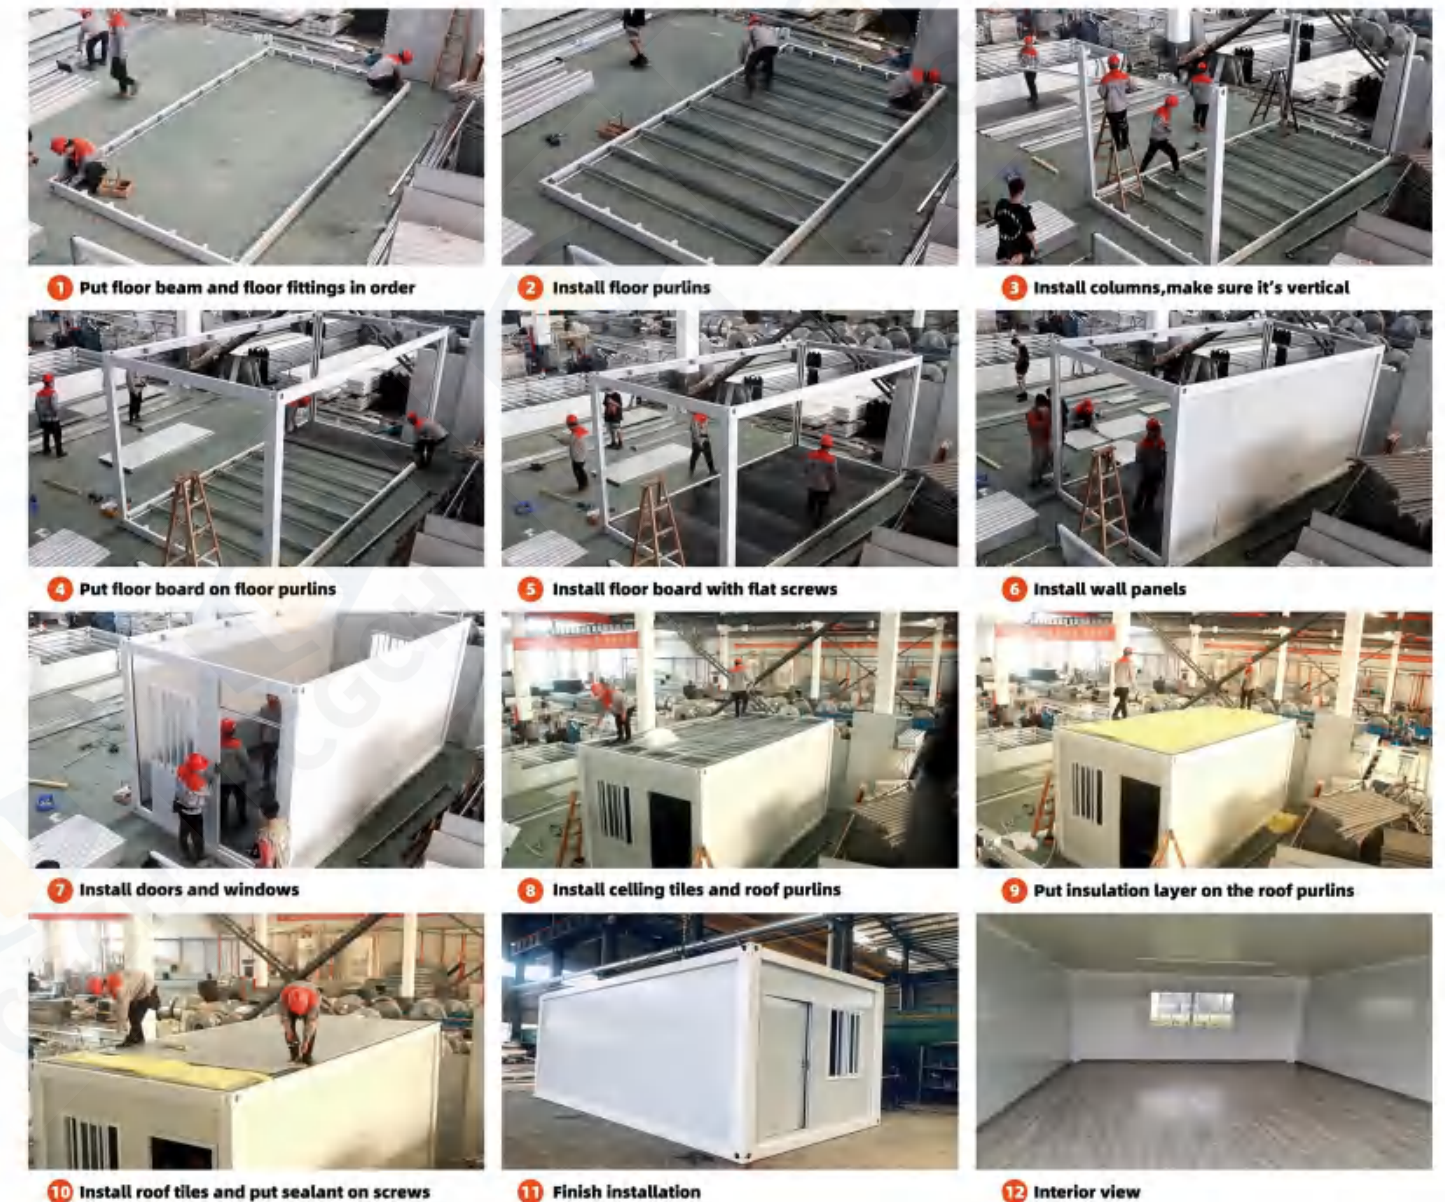 1 Put floor beam and floor fittings in order
2 Install floor purlins
3 Install columns,make sure it's vertical
4 Put floor board on floor purlins
5 Install floor board with flat screws
6 Install wall panels
7 Install doors and windows
8 Install celling tiles and roof purlins
9 Put insulation layer on the roof purlins
10 Install roof tiles and put sealant on screws
11 Finish installation
12 Interior view
CGCH